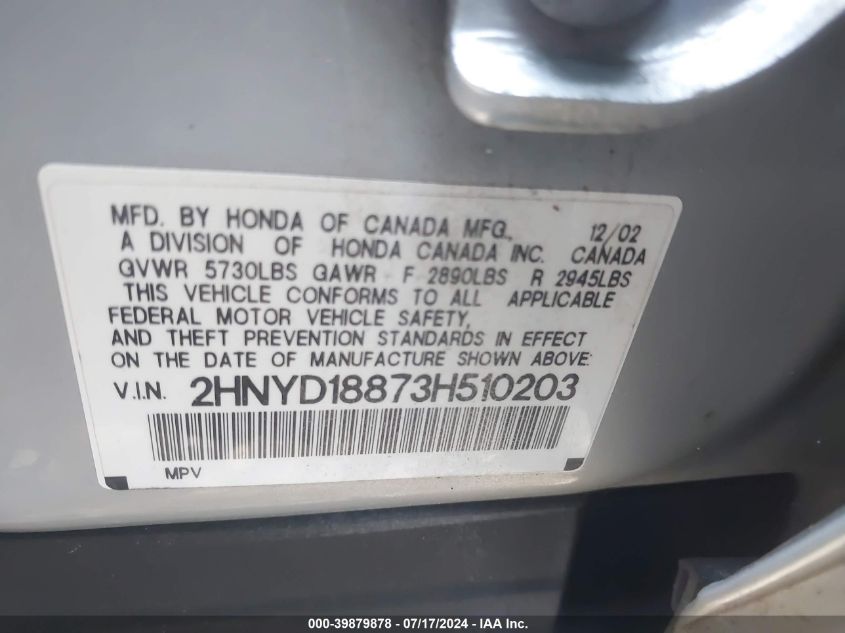 MFD. BY HONDA OF CANADA MFG., 12/02
A DIVISION OF HONDA CANADA INC. CANADA
GVWR 5730LBS GAWR F 2890LBS R 2945LBS
THIS VEHICLE CONFORMS TO ALL APPLICABLE
FEDERAL MOTOR VEHICLE SAFETY,
AND THEFT PREVENTION STANDARDS IN EFFECT
ON THE DATE OF MANUFACTURE SHOWN ABOVE:
V.I.N. 2HNYD18873H510203
MPV
000-39879878 / 07/17/2024 - IAA Inc.